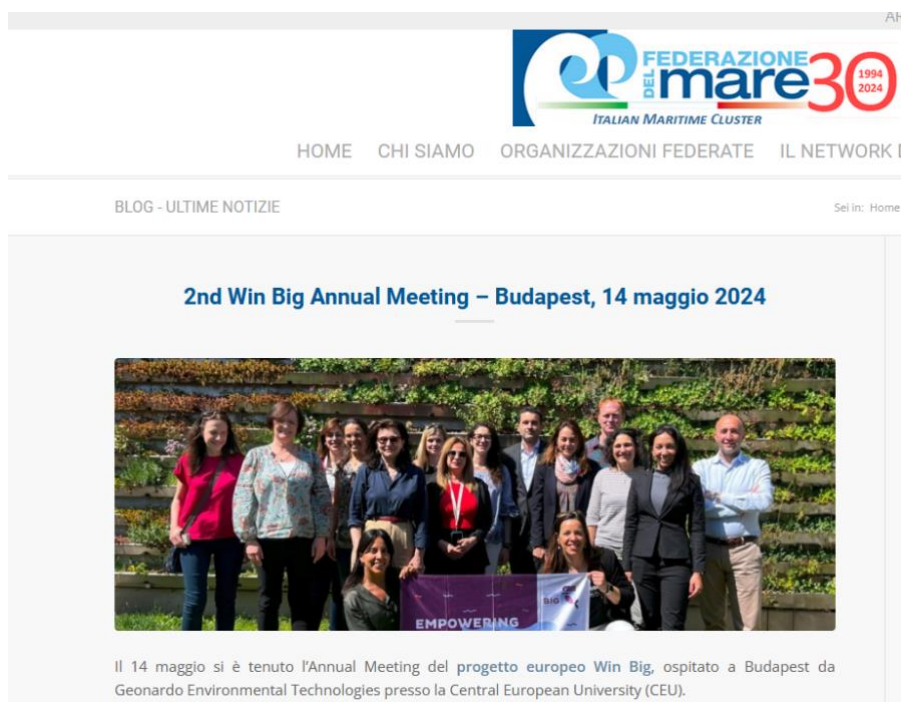 FEDERAZIONE
DEL mare 30
1994
2024
ITALIAN MARITIME CLUSTER
HOME CHI SIAMO ORGANIZZAZIONI FEDERATE IL NETWORK
BLOG - ULTIME NOTIZIE
Sei in: Home
2nd Win Big Annual Meeting – Budapest, 14 maggio 2024
BIG
EMPOWERING
Il 14 maggio si è tenuto l'Annual Meeting del progetto europeo Win Big, ospitato a Budapest da
Geonardo Environmental Technologies presso la Central European University (CEU).